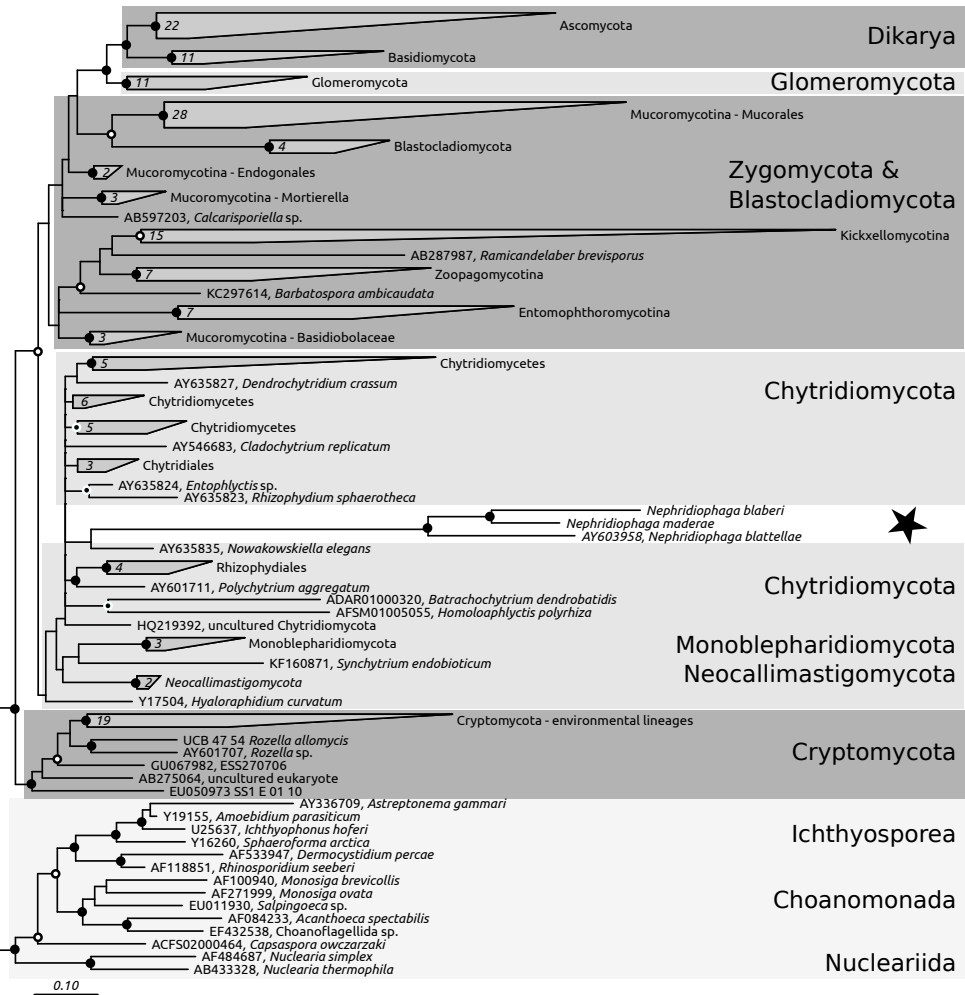 22 Ascomycota
Dikarya
11 Basidiomycota
11 Glomeromycota
Glomeromycota
28 Mucoromycotina - Mucorales
4 Blastocladiomycota
2 Mucoromycotina - Endogonales
Zygomycota &
Blastocladiomycota
3 Mucoromycotina - Mortierella
AB597203, Calcarisporiella sp.
15 Kickxellomycotina
AB287987, Ramicandelaber brevisporus
7 Zoopagomycotina
KC297614, Barbatospora ambicaudata
7 Entomophthoromycotina
3 Mucoromycotina - Basidiobolaceae
5 Chytridiomycetes
AY635827, Dendrochytridium crassum
Chytridiomycota
6 Chytridiomycetes
5 Chytridiomycetes
AY546683, Cladochytrium replicatum
3 Chytridiales
AY635824, Entophlyctis sp.
AY635823, Rhizophydium sphaerotheca
Nephridiophaga blaberi
Nephridiophaga maderae
AY603958, Nephridiophaga blattellae
AY635835, Nowakowskiella elegans
4 Rhizophydiales
AY601711, Polychytrium aggregatum
Chytridiomycota
ADAR01000320, Batrachochytrium dendrobatidis
AFSM01005055, Homoloaphlyctis polyrhiza
HQ219392, uncultured Chytridiomycota
3 Monoblepharidiomycota
Monoblepharidiomycota
KF160871, Synchytrium endobioticum
Neocallimastigomycota
2 Neocallimastigomycota
Y17504, Hyaloraphidium curvatum
19 Cryptomycota - environmental lineages
UCB 47 54 Rozella allomycis
AY601707, Rozella sp.
Cryptomycota
GU067982, ESS270706
AB275064, uncultured eukaryote
EU050973 SS1 E 01 10
AY336709, Astreptonema gammari
Y19155, Amoebidium parasiticum
U25637, Ichthyophonus hoferi
Ichthyosporea
Y16260, Sphaeroforma arctica
AF533947, Dermocystidium percae
AF118851, Rhinosporidium seeberi
AF100940, Monosiga brevicollis
AF271999, Monosiga ovata
Choanomonada
EU011930, Salpingoeca sp.
AF084233, Acanthoeca spectabilis
EF432538, Choanoflagellida sp.
ACFS02000464, Capsaspora owczarzaki
AF484687, Nuclearia simplex
Nucleariida
AB433328, Nuclearia thermophila
0.10